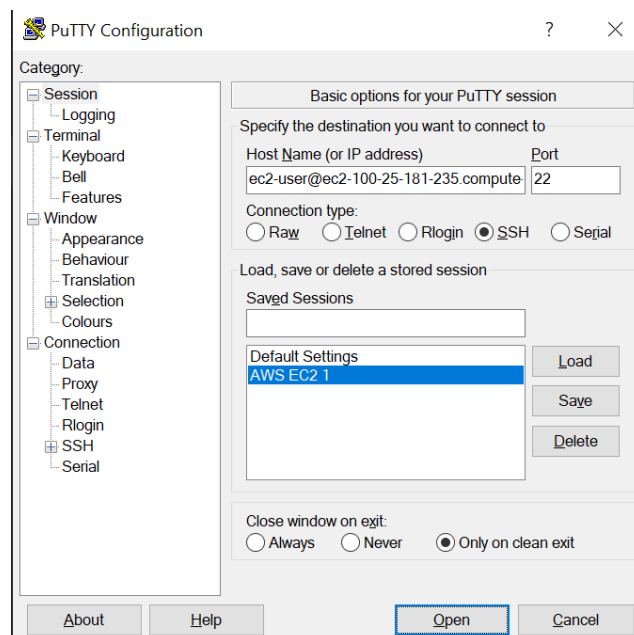 PuTTY Configuration
?
Category:
Session
Logging
Terminal
Keyboard
Bell
Features
Window
Appearance
Behaviour
Translation
Selection
Colours
Connection
Data
Proxy
Telnet
Rlogin
SSH
Serial
Basic options for your PuTTY session
Specify the destination you want to connect to
Host Name (or IP address) Port
ec2-user@ec2-100-25-181-235.compute- 22
Connection type:
Raw Telnet Rlogin SSH Serial
Load, save or delete a stored session
Saved Sessions
Default Settings
AWS EC2 1
Load
Save
Delete
Close window on exit:
Always Never Only on clean exit
About Help Open Cancel